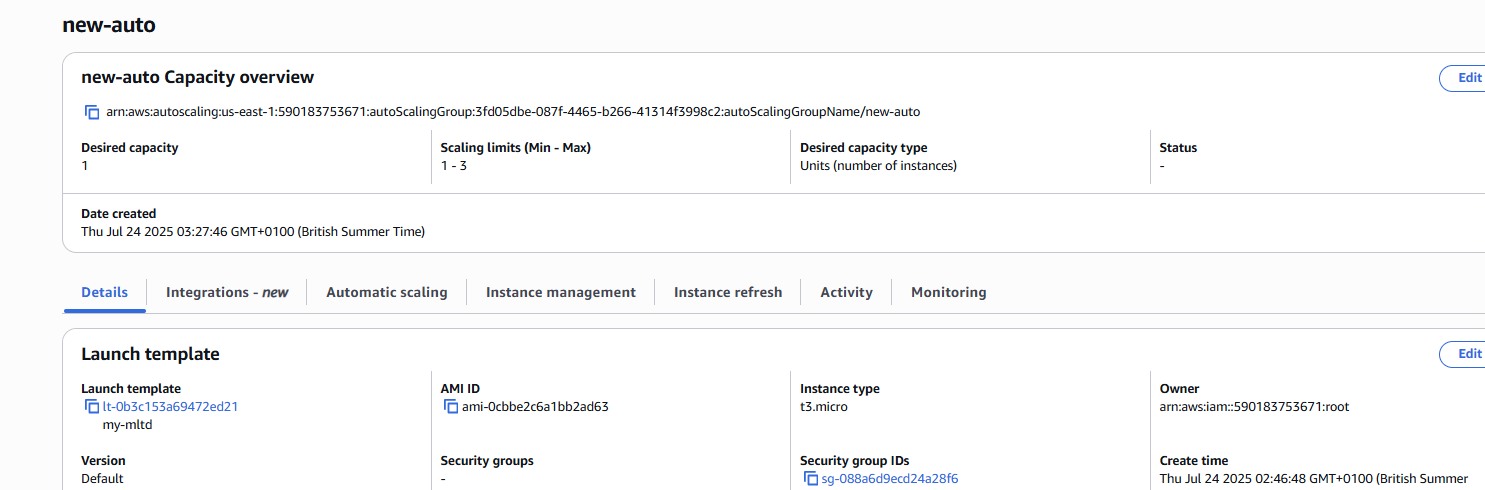 new-auto
new-auto Capacity overview
Edit
arn:aws:autoscaling:us-east-1:590183753671:autoScalingGroup:3fd05dbe-087f-4465-b266-41314f3998c2:autoScalingGroupName/new-auto
Desired capacity
1
Scaling limits (Min - Max)
1 - 3
Desired capacity type
Units (number of instances)
Status
-
Date created
Thu Jul 24 2025 03:27:46 GMT+0100 (British Summer Time)
Details
Integrations - new
Automatic scaling
Instance management
Instance refresh
Activity
Monitoring
Launch template
Edit
Launch template
lt-0b3c153a69472ed21
my-mltd
AMI ID
ami-0cbbe2c6a1bb2ad63
Instance type
t3.micro
Owner
arn:aws:iam::590183753671:root
Version
Default
Security groups
-
Security group IDs
sg-088a6d9ecd24a28f6
Create time
Thu Jul 24 2025 02:46:48 GMT+0100 (British Summer